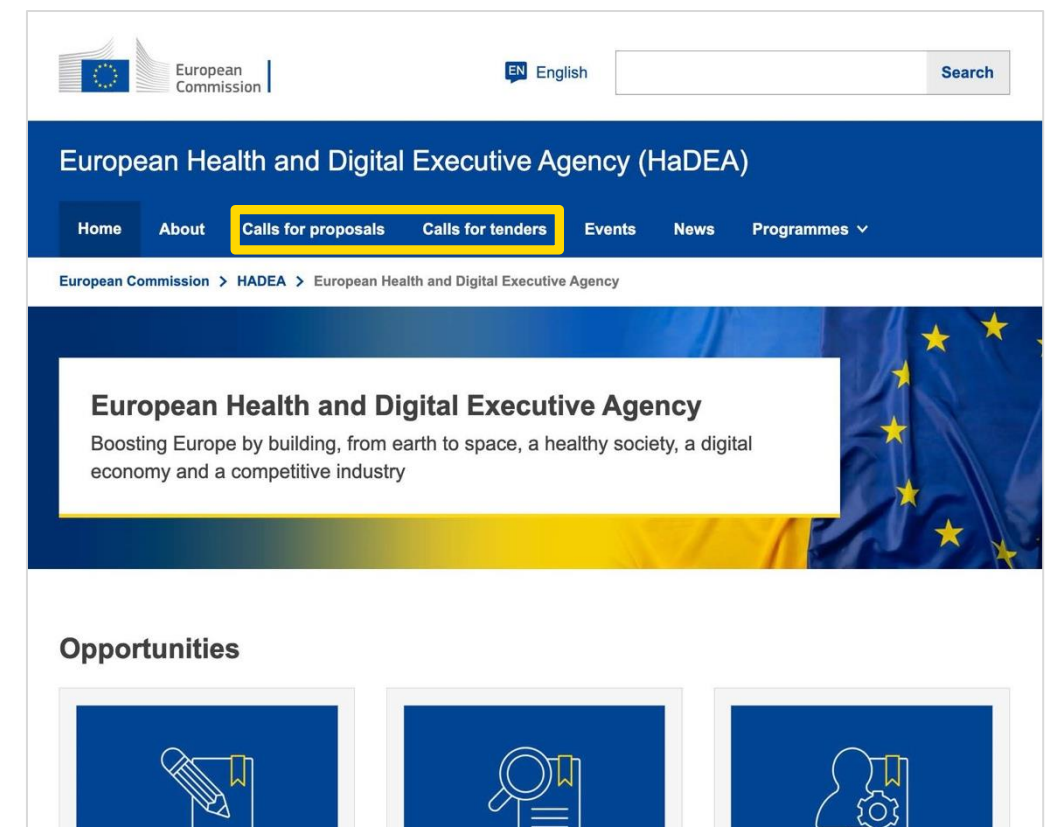 European
Commission
EN English
Search
European Health and Digital Executive Agency (HaDEA)
Home About Calls for proposals Calls for tenders Events News Programmes
European Commission > HADEA > European Health and Digital Executive Agency
European Health and Digital Executive Agency
Boosting Europe by building, from earth to space, a healthy society, a digital
economy and a competitive industry
Opportunities